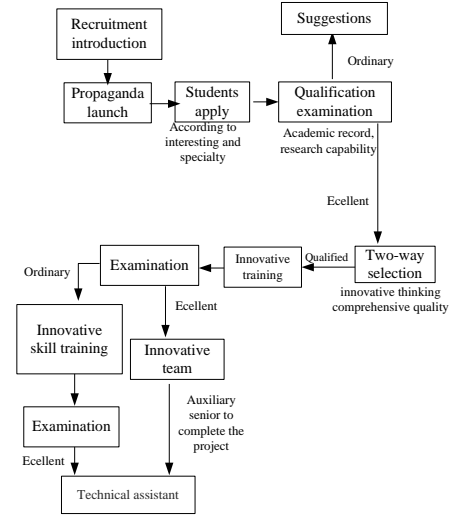 Recruitment
introduction
Suggestions
Ordinary
Propaganda
launch
Students
apply
Qualification
examination
According to
interesting and
specialty
Academic record,
research capability
Ecellent
Two-way
selection
Qualified
Innovative
training
Examination
Ordinary
innovative thinking
comprehensive quality
Ecellent
Innovative
skill training
Innovative
team
Auxiliary
senior to
complete the
project
Examination
Ecellent
Technical assistant